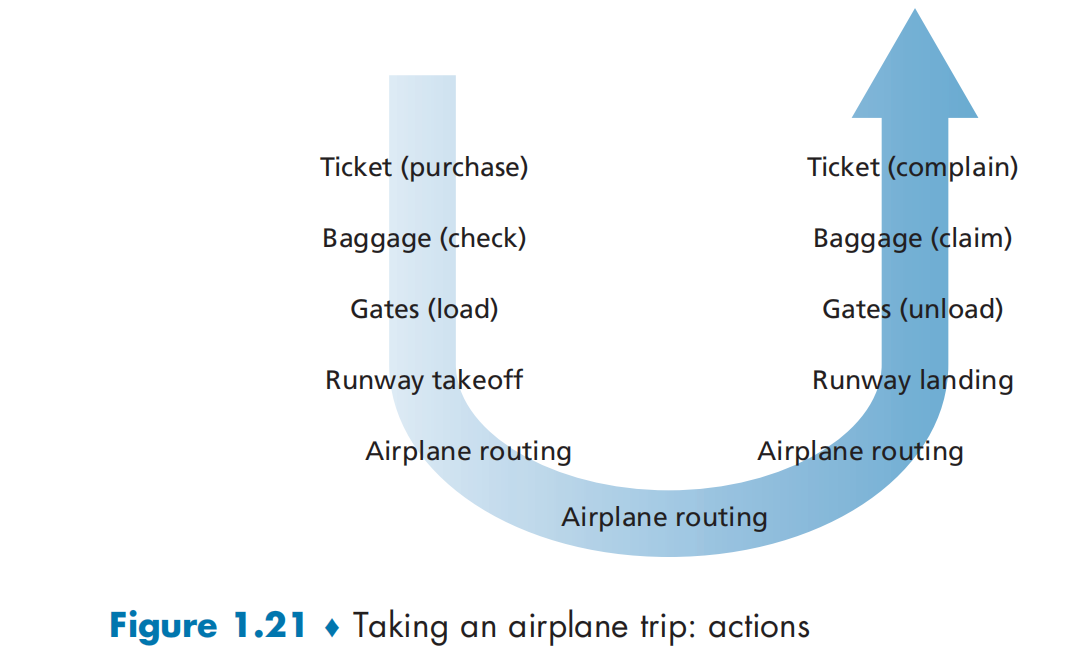 Ticket (purchase)
Baggage (check)
Gates (load)
Runway takeoff
Airplane routing
Airplane routing
Airplane routing
Runway landing
Gates (unload)
Baggage (claim)
Ticket (complain)
Figure 1.21 ♦ Taking an airplane trip: actions